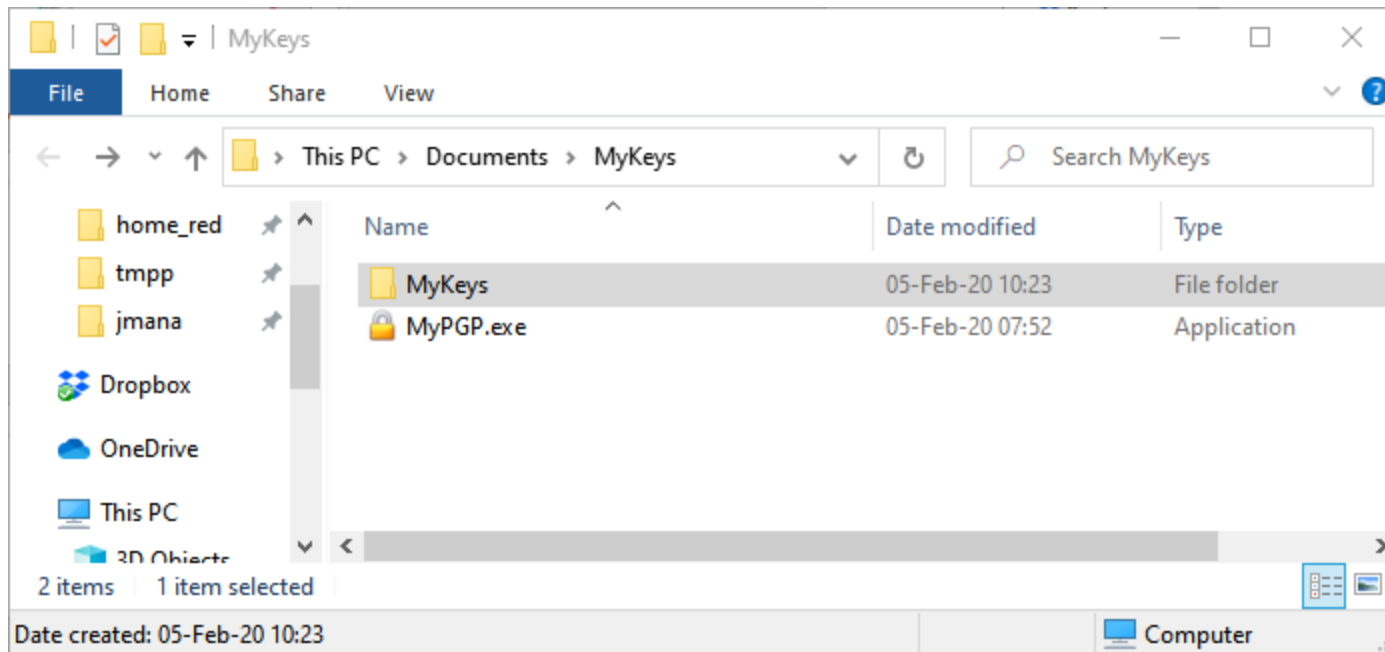 MyKeys
File Home Share View
This PC > Documents > MyKeys Search MyKeys
home_red
tmpp
jmana
Dropbox
OneDrive
This PC
3D Objects
Name Date modified Type
MyKeys 05-Feb-20 10:23 File folder
MyPGP.exe 05-Feb-20 07:52 Application
2 items 1 item selected
Date created: 05-Feb-20 10:23 Computer